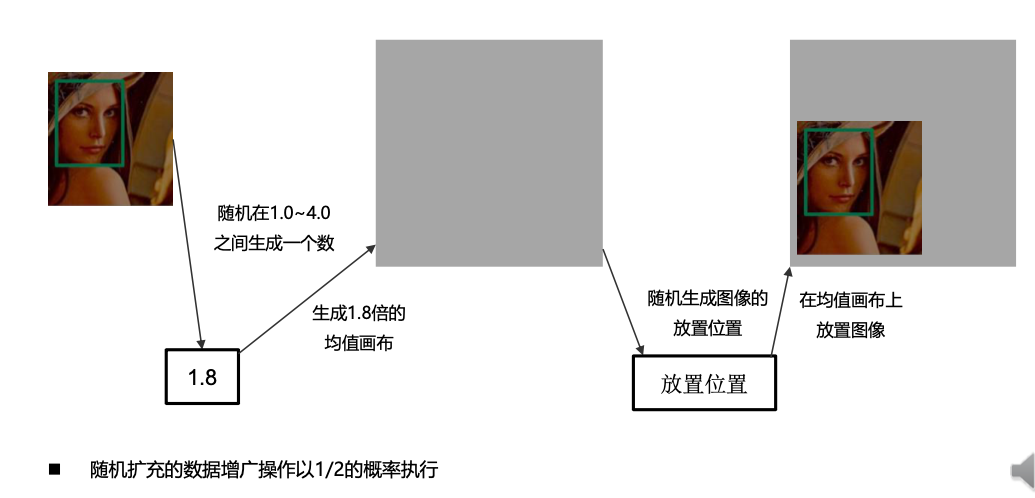 随机在1.0~4.0
之间生成一个数
生成1.8倍的
均值画布
1.8
随机生成图像的
放置位置
放置位置
在均值画布上
放置图像
■ 随机扩充的数据增广操作以1/2的概率执行